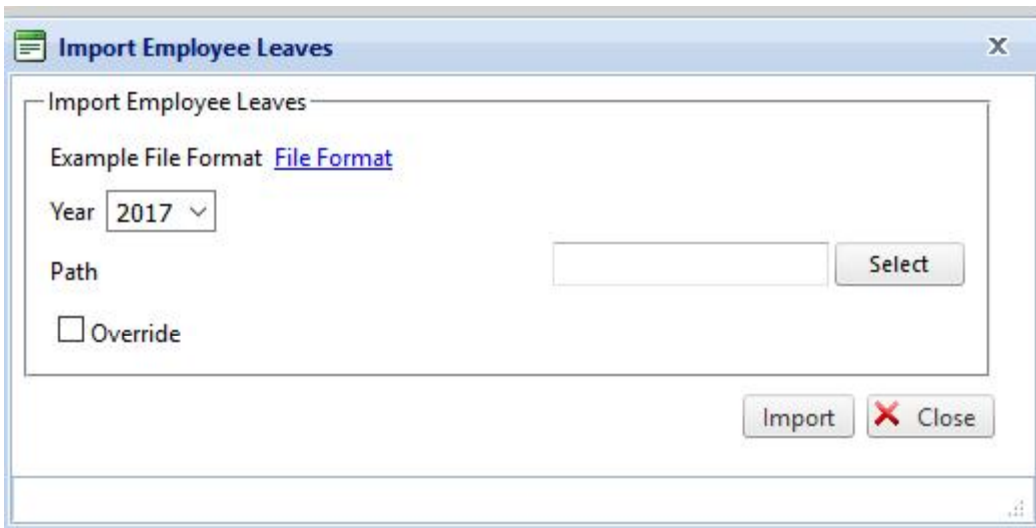 Import Employee Leaves
Import Employee Leaves
Example File Format File Format
Year 2017
Path Select
Override
Import Close